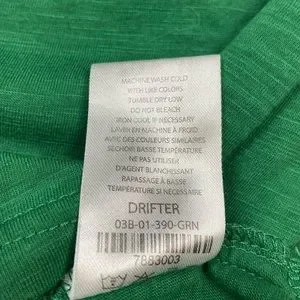 MACHINE WASH COLD
WITH LIKE COLORS
TUMBLE DRY LOW
DO NOT BLEACH
IRON COOL IF NECESSARY
LAVER EN MACHINE À FROID
AVEC DES COULEURS SIMILAIRES
SÉCHOIR BASSE TEMPÉRATURE
NE PAS UTILISER
D'AGENT BLANCHISSANT
RAPASSAGE À BASSE
TEMPÉRATURE SI NÉCESSAIRE
DRIFTER
03B-01-390-GRN
7883003